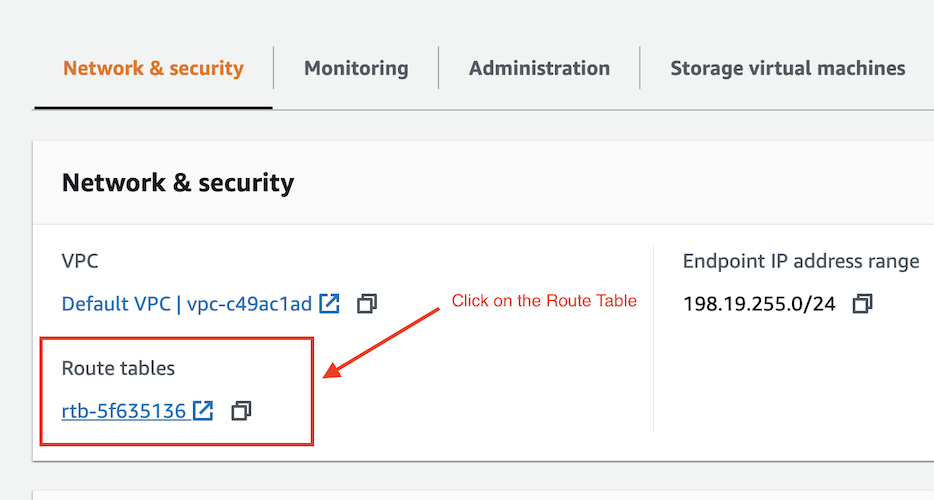 Network & security
Monitoring
Administration
Storage virtual machines
Network & security
VPC
Default VPC | vpc-c49ac1ad
Route tables
rtb-5f635136
Click on the Route Table
Endpoint IP address range
198.19.255.0/24